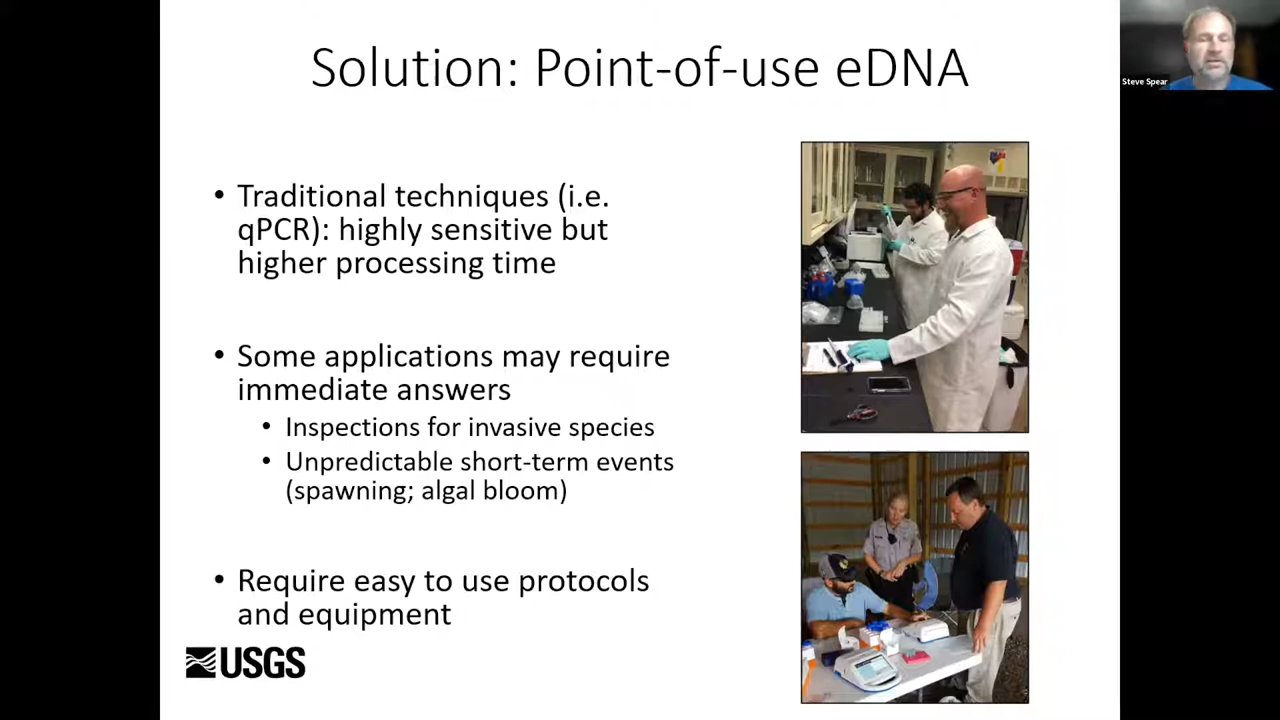 Solution: Point-of-use eDNA
Steve Spear
• Traditional techniques (i.e.
qPCR): highly sensitive but
higher processing time
• Some applications may require
immediate answers
• Inspections for invasive species
• Unpredictable short-term events
(spawning; algal bloom)
• Require easy to use protocols
and equipment
USGS